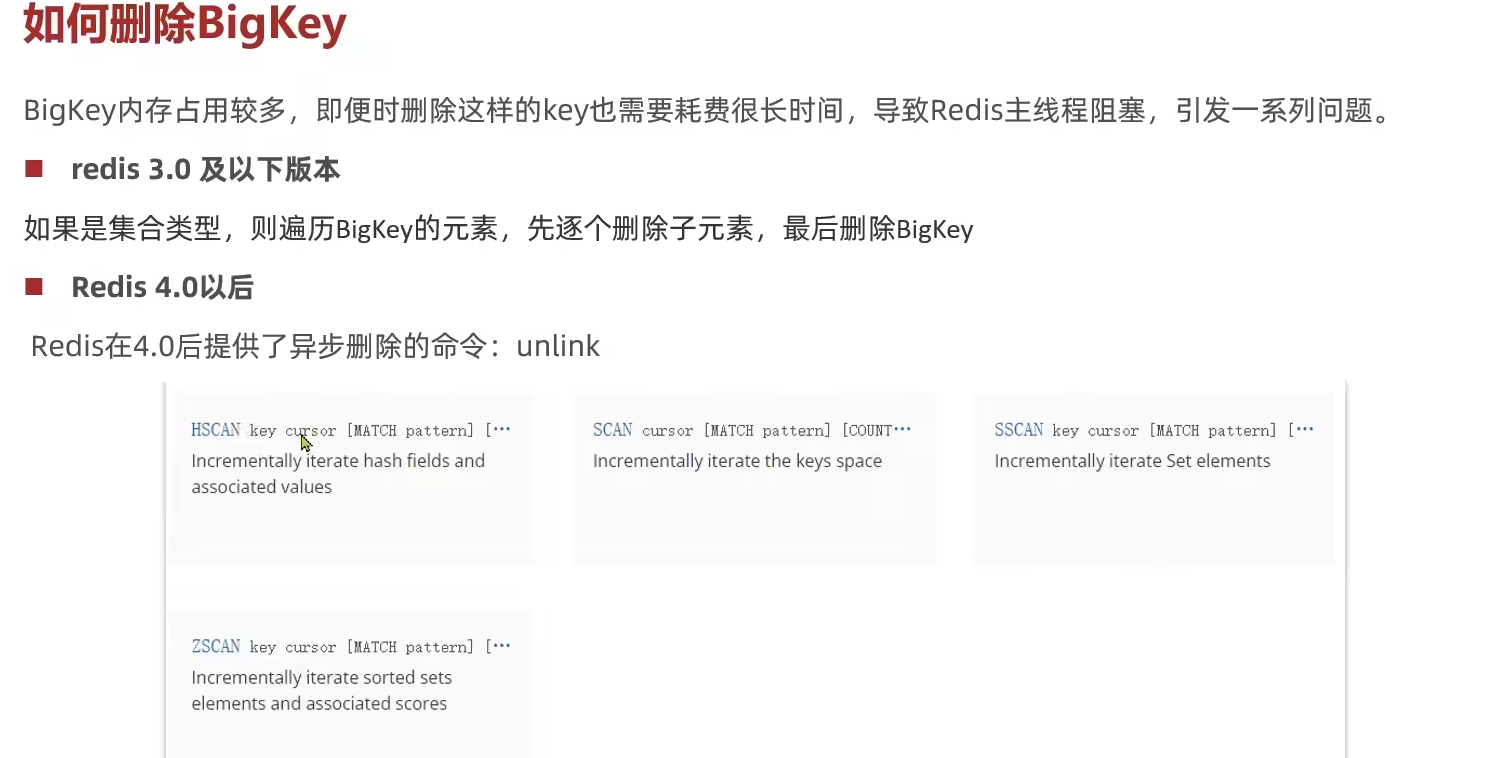 如何删除BigKey
BigKey内存占用较多，即便时删除这样的key也需要耗费很长时间，导致Redis主线程阻塞，引发一系列问题。
redis 3.0 及以下版本
如果是集合类型，则遍历BigKey的元素，先逐个删除子元素，最后删除BigKey
Redis 4.0以后
Redis在4.0后提供了异步删除的命令：unlink
HSCAN key cursor [MATCH pattern] [···
Incrementally iterate hash fields and
associated values
SCAN cursor [MATCH pattern] [COUNT···
Incrementally iterate the keys space
SSCAN key cursor [MATCH pattern] [···
Incrementally iterate Set elements
ZSCAN key cursor [MATCH pattern] [···
Incrementally iterate sorted sets
elements and associated scores